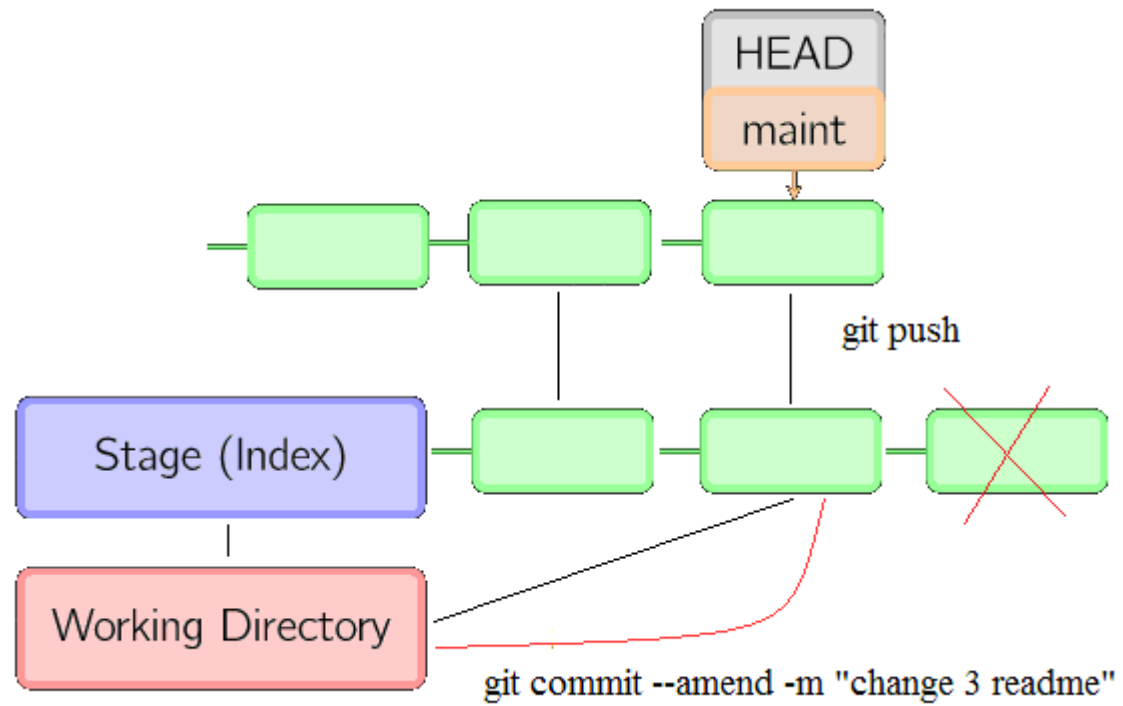 HEAD
maint
git push
Stage (Index)
Working Directory
git commit --amend -m "change 3 readme"